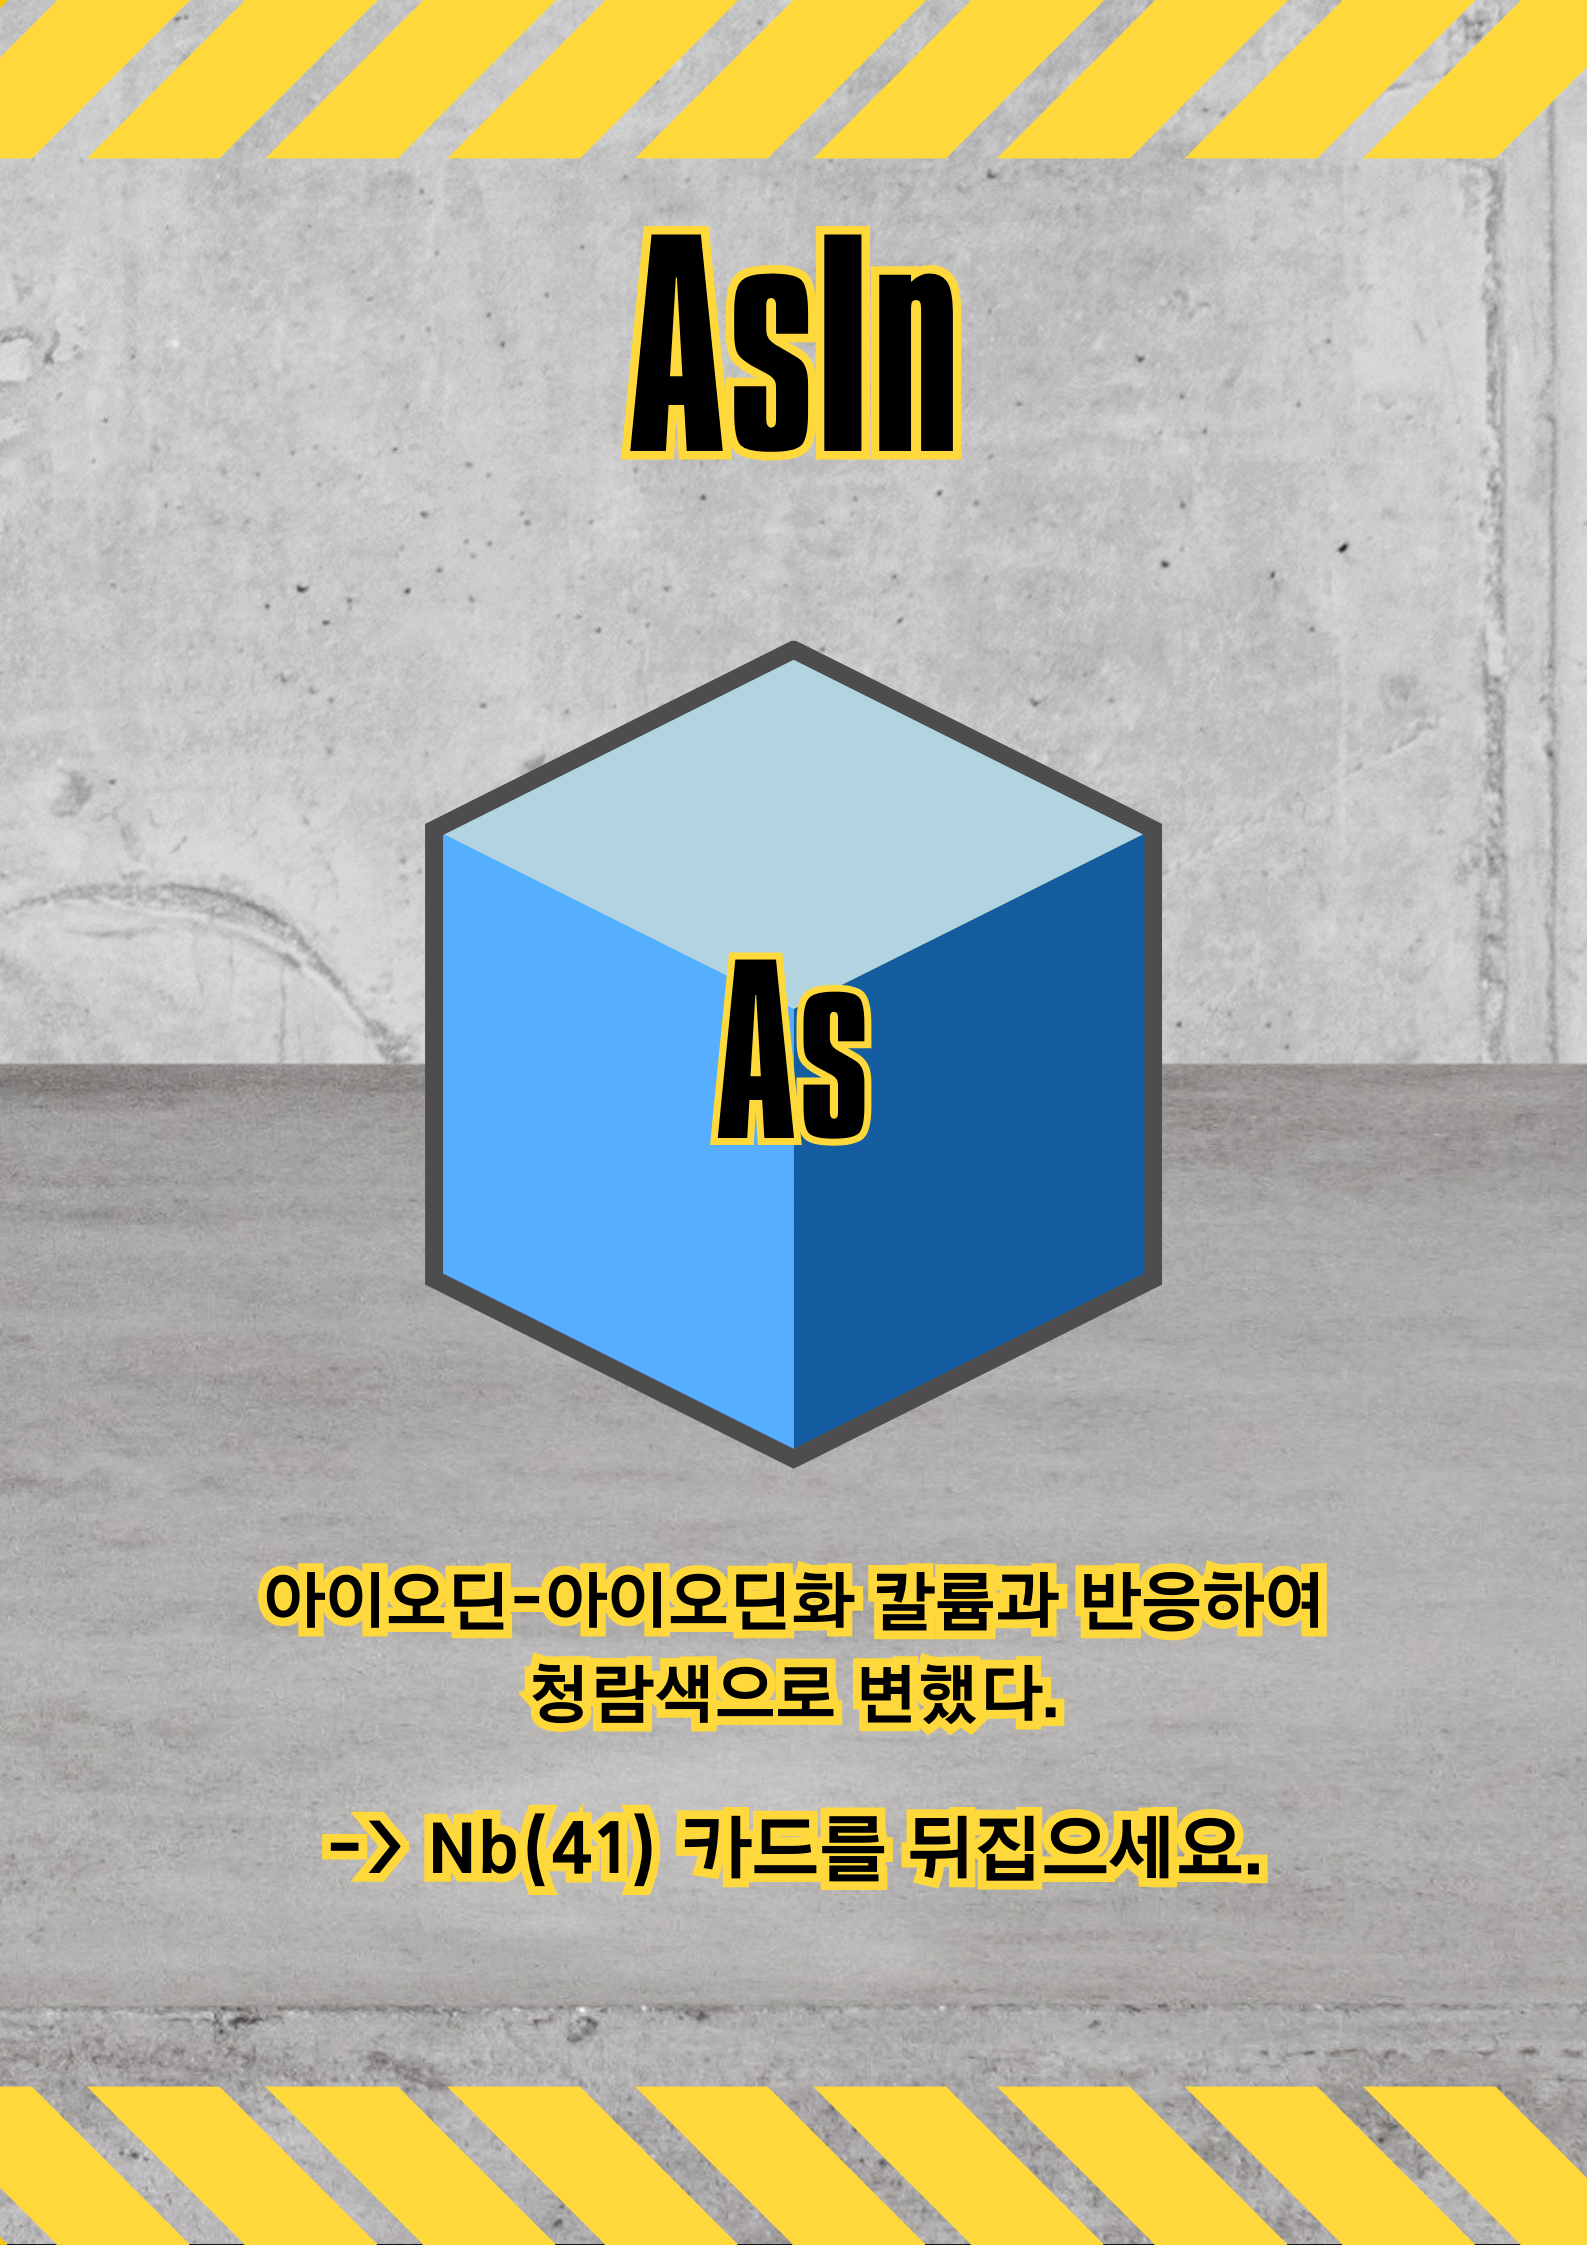 AsIn
As
아이오딘-아이오딘화 칼륨과 반응하여
청람색으로 변했다.
-> Nb(41) 카드를 뒤집으세요.